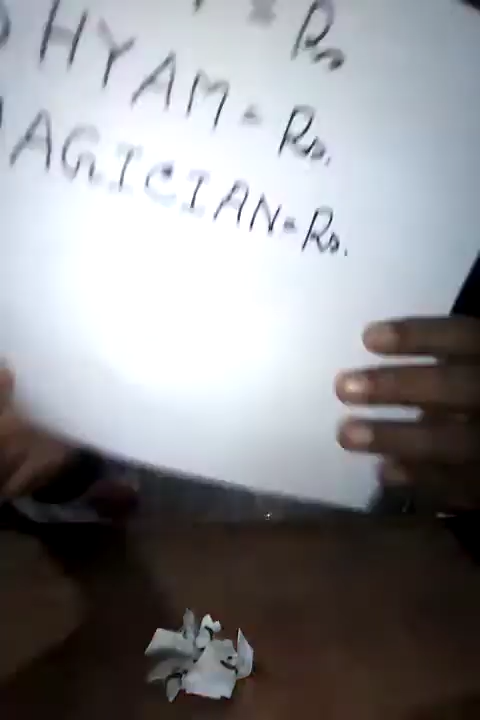 = Rs
HYAM = Rs.
AGICIAN = Rs.